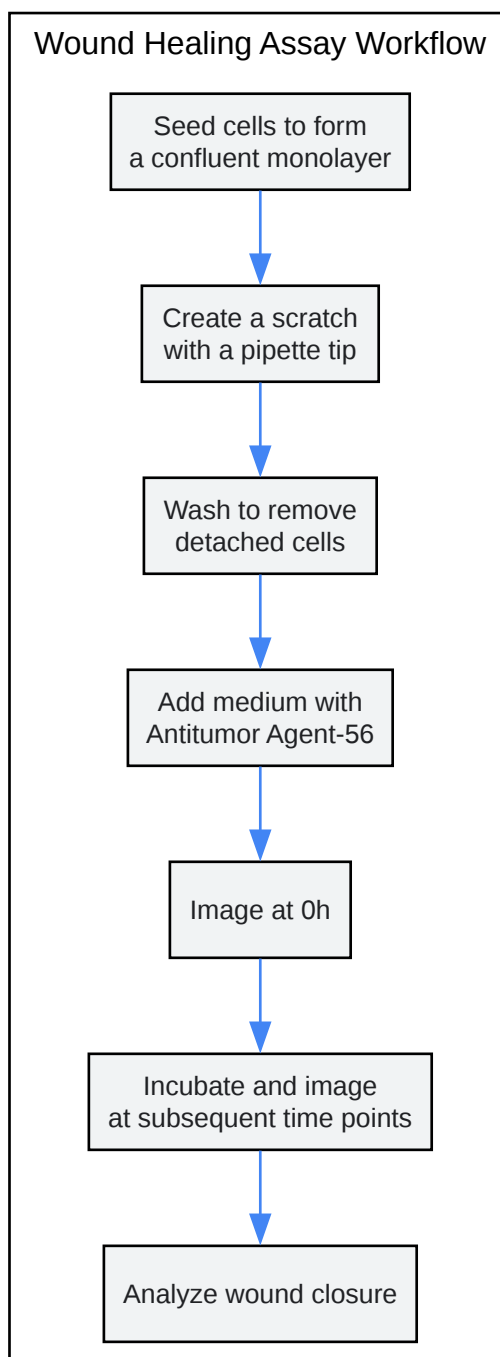 Wound Healing Assay Workflow
Seed cells to form
a confluent monolayer
Create a scratch
with a pipette tip
Wash to remove
detached cells
Add medium with
Antitumor Agent-56
Image at 0h
Incubate and image
at subsequent time points
Analyze wound closure